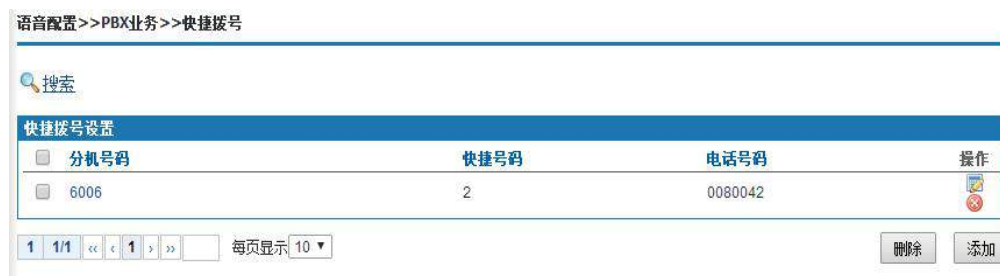 语音配置>>PBX业务>>快捷拨号
搜索
快捷拨号设置
分机号码 快捷号码 电话号码 操作
6006 2 0080042
1 1/1 « ‹ 1 › » 每页显示 10 ▼ 删除 添加